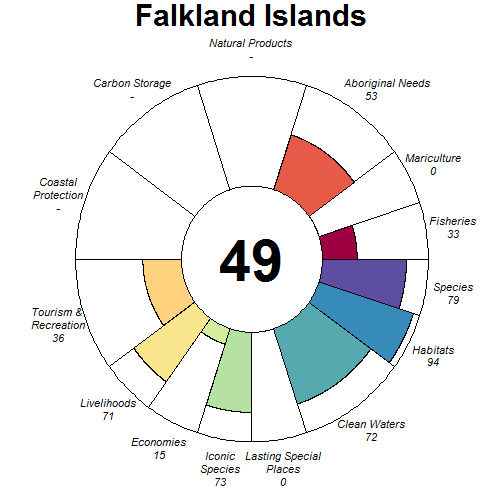 Falkland Islands
Natural Products
-
Carbon Storage
-
Aboriginal Needs
53
Mariculture
0
Coastal
Protection
-
Fisheries
33
49
Species
79
Tourism &
Recreation
36
Habitats
94
Livelihoods
71
Clean Waters
72
Economies
15
Iconic
Species
73
Lasting Special
Places
0